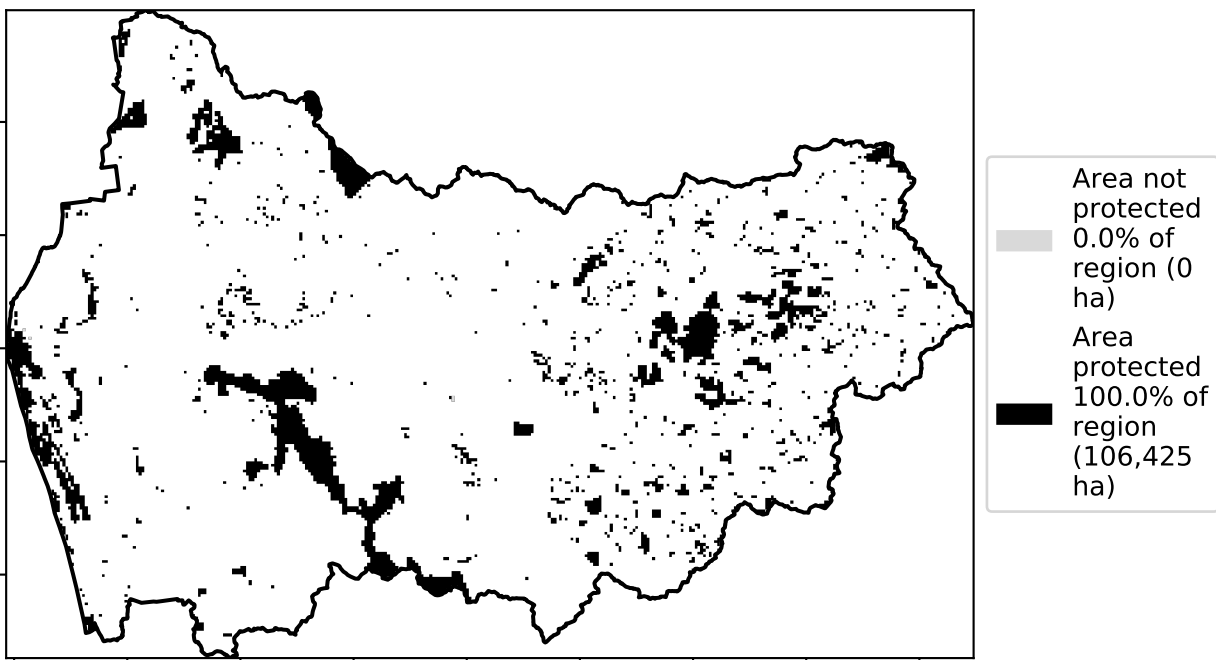 Area not
protected
0.0% of
region (0
ha)
Area
protected
100.0% of
region
(106,425
ha)